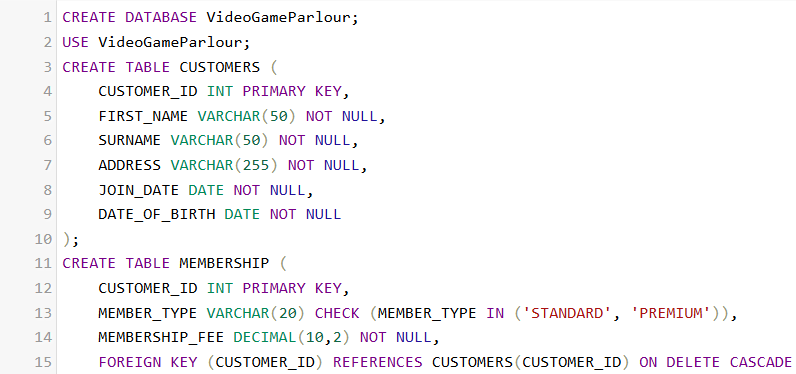 1 CREATE DATABASE VideoGameParlour;
2 USE VideoGameParlour;
3 CREATE TABLE CUSTOMERS (
4     CUSTOMER_ID INT PRIMARY KEY,
5     FIRST_NAME VARCHAR(50) NOT NULL,
6     SURNAME VARCHAR(50) NOT NULL,
7     ADDRESS VARCHAR(255) NOT NULL,
8     JOIN_DATE DATE NOT NULL,
9     DATE_OF_BIRTH DATE NOT NULL
10 );
11 CREATE TABLE MEMBERSHIP (
12     CUSTOMER_ID INT PRIMARY KEY,
13     MEMBER_TYPE VARCHAR(20) CHECK (MEMBER_TYPE IN ('STANDARD', 'PREMIUM')),
14     MEMBERSHIP_FEE DECIMAL(10,2) NOT NULL,
15     FOREIGN KEY (CUSTOMER_ID) REFERENCES CUSTOMERS(CUSTOMER_ID) ON DELETE CASCADE